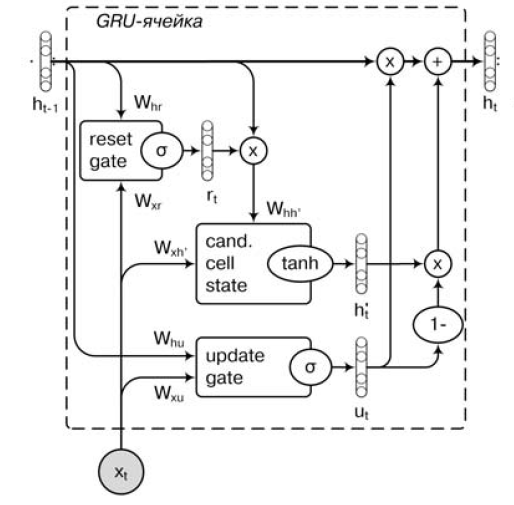 GRU-ячейка
x
+
h_{t-1}
h_t
W_{hr}
reset
gate
σ
x
r_t
W_{xr}
W_{hh'}
W_{xh'}
cand.
cell
state
tanh
x
h'_t
1-
W_{hu}
update
gate
σ
W_{xu}
u_t
x_t